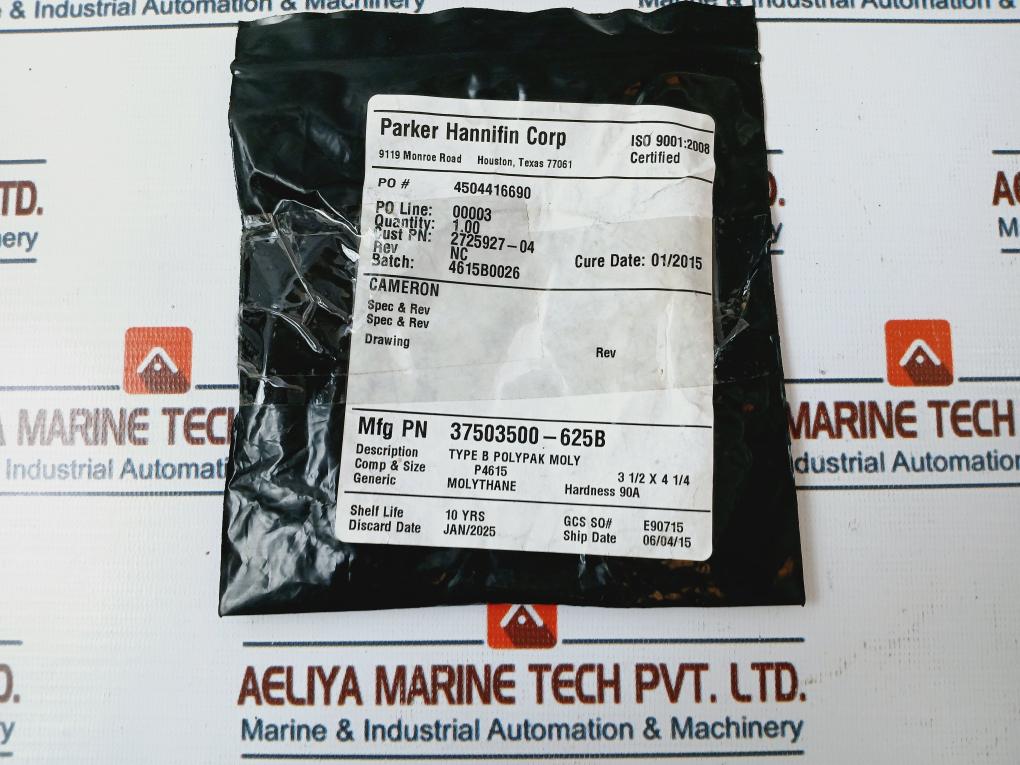 & Industrial Automation & Machinery
Marine & Industrial Automation &
Parker Hannifin Corp
ISO 9001:2008
Certified
9119 Monroe Road Houston, Texas 77061
PO # 4504416690
PO Line: 00003
Quantity: 1.00
Cust PN: 2725927-04
Rev NC
Batch: 4615B0026
Cure Date: 01/2015
CAMERON
Spec & Rev
Spec & Rev
Drawing
Rev
Mfg PN 37503500-625B
Description TYPE B POLYPAK MOLY
Comp & Size P4615 3 1/2 X 4 1/4
Generic MOLYTHANE Hardness 90A
Shelf Life 10 YRS GCS SO# E90715
Discard Date JAN/2025 Ship Date 06/04/15
TD.
ery
A
M
A MARINE TECH
Industrial Automati
MARINE TECH
dustrial Automation
D.
y
AELIYA MARINE TECH PVT. LTD.
Marine & Industrial Automation & Machinery